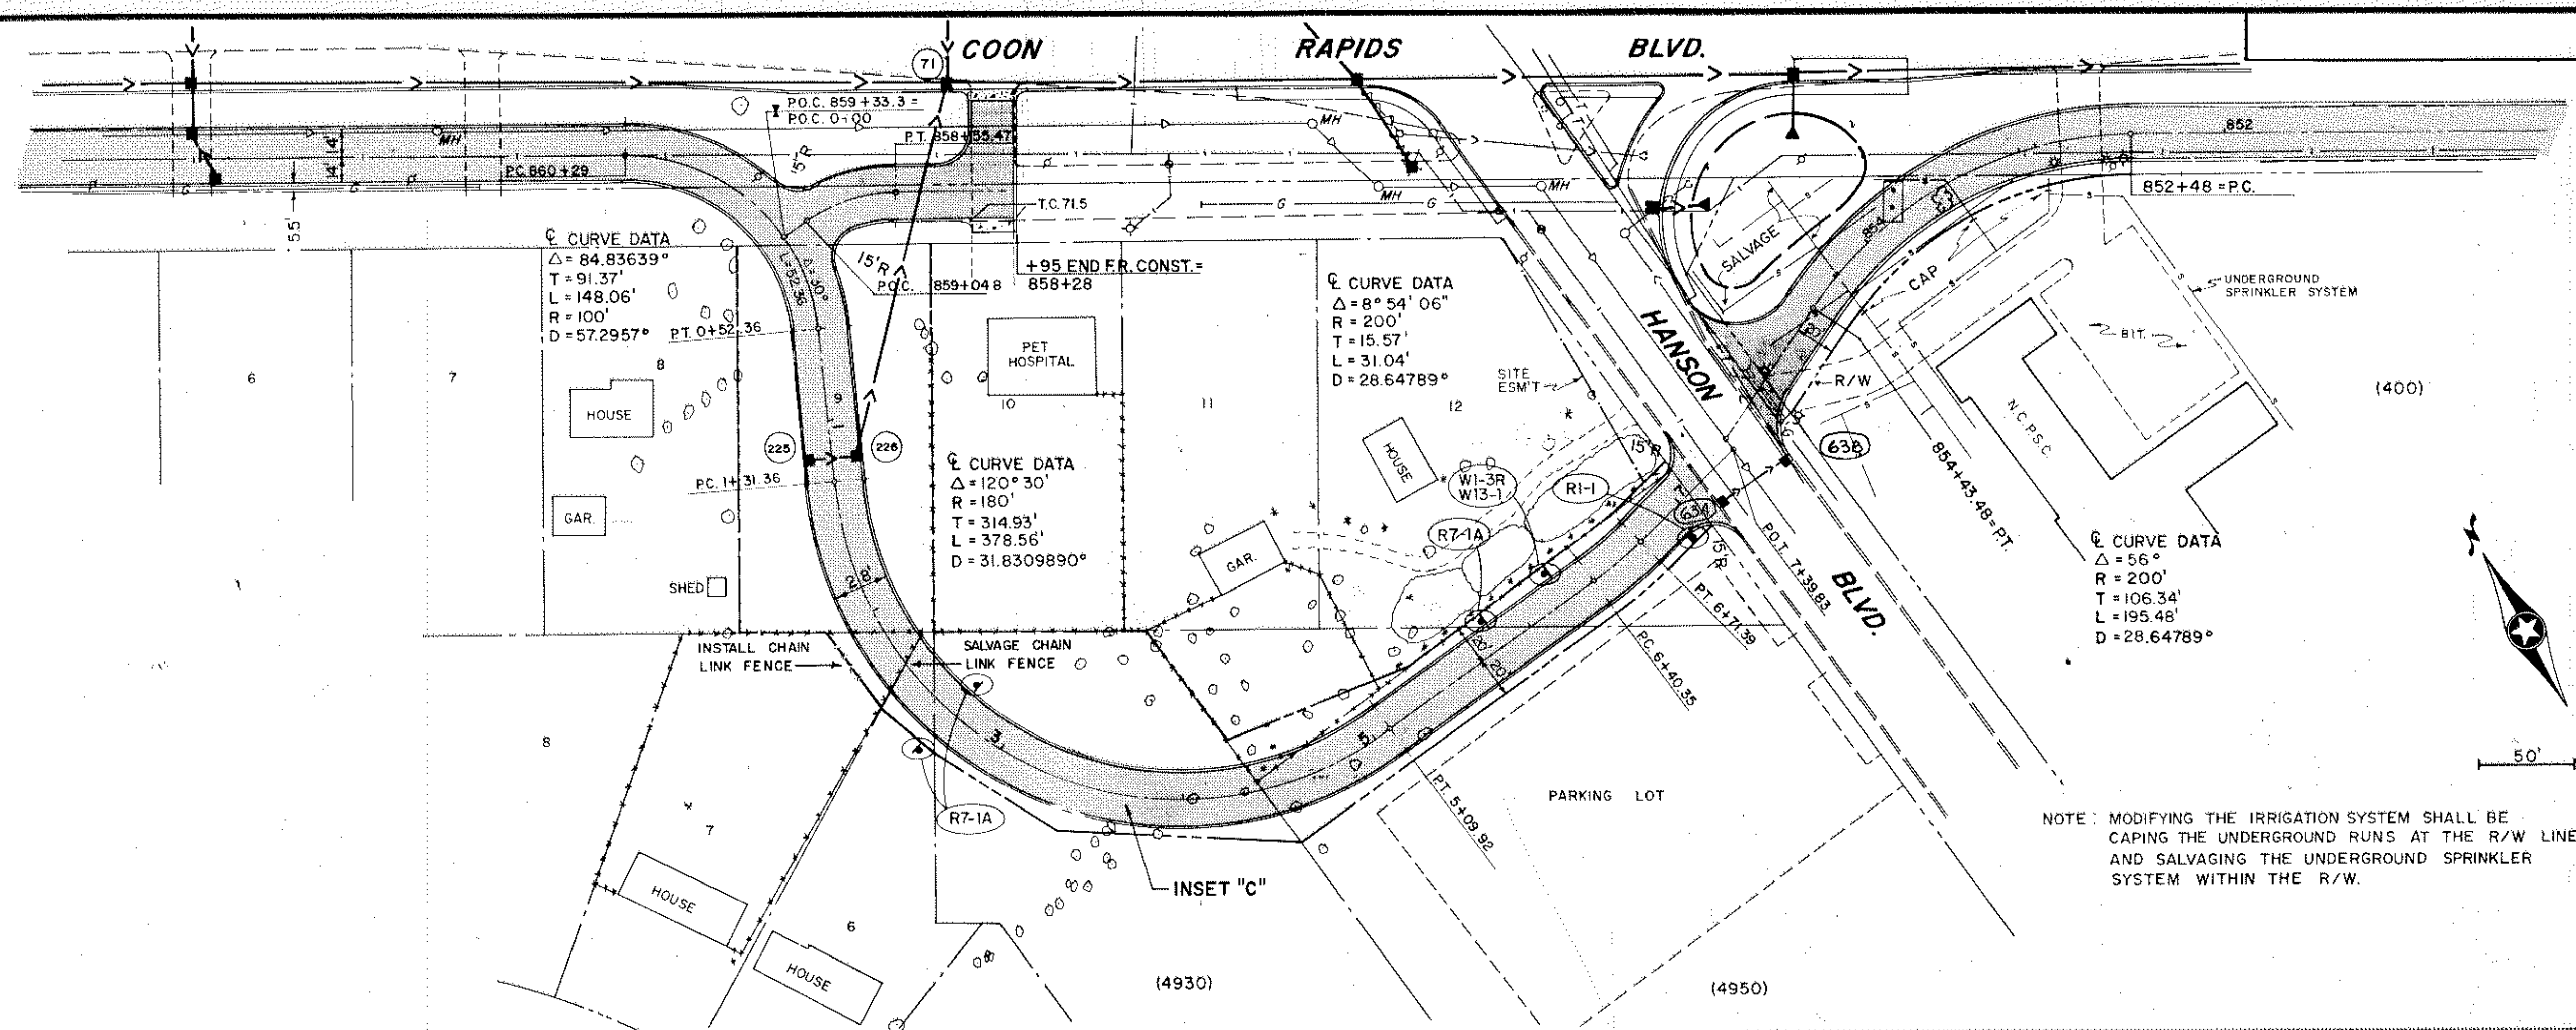 COON RAPIDS BLVD.
71
P.O.C. 859+33.3 =
P.O.C. 0+00
15'R
P.T. 858+55.47
MH
MH
MH
MH
14' 14'
P.C. 860+29
G
G
G
G
5.5'
T.C. 71.5
852
852+48 = P.C.
854
℄ CURVE DATA
Δ = 84.83639°
T = 91.37'
L = 148.06'
R = 100'
D = 57.2957°
L=52.36
Δ=30°
15'R
P.O.C. 859+04 8
+95 END F.R. CONST.=
858+28
P.T. 0+52.36
℄ CURVE DATA
Δ = 8° 54' 06"
R = 200'
T = 15.57'
L = 31.04'
D = 28.64789°
SALVAGE
CAP
UNDERGROUND
SPRINKLER SYSTEM
BIT.
HANSON
BLVD.
SITE
ESM'T
R/W
N.C.P.S.C.
(400)
6
7
8
HOUSE
PET
HOSPITAL
10
11
12
HOUSE
225
226
P.C. 1+31.36
GAR.
SHED
28'
℄ CURVE DATA
Δ = 120° 30'
R = 180'
T = 314.93'
L = 378.56'
D = 31.8309890°
GAR.
W1-3R
W13-1
R1-1
R7-1A
15'R
634
638
15'R
854+43.48=P.T.
P.O.T. 7+39.83
P.T. 6+71.39
P.C. 6+40.35
20' 20'
℄ CURVE DATA
Δ = 56°
R = 200'
T = 106.34'
L = 195.48'
D = 28.64789°
INSTALL CHAIN
LINK FENCE
SALVAGE CHAIN
LINK FENCE
3
5
8
7
6
R7-1A
P.T. 5+09.92
PARKING LOT
INSET "C"
HOUSE
HOUSE
(4930)
(4950)
50'
NOTE: MODIFYING THE IRRIGATION SYSTEM SHALL BE
CAPING THE UNDERGROUND RUNS AT THE R/W LINE
AND SALVAGING THE UNDERGROUND SPRINKLER
SYSTEM WITHIN THE R/W.